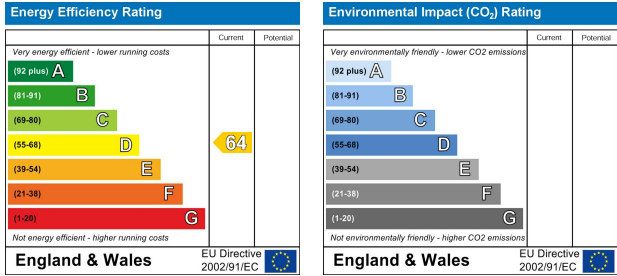 Energy Efficiency Rating
Current Potential
Very energy efficient - lower running costs
(92 plus) A
(81-91) B
(69-80) C
(55-68) D 64
(39-54) E
(21-38) F
(1-20) G
Not energy efficient - higher running costs
England & Wales
EU Directive
2002/91/EC
Environmental Impact (CO2) Rating
Current Potential
Very environmentally friendly - lower CO2 emissions
(92 plus) A
(81-91) B
(69-80) C
(55-68) D
(39-54) E
(21-38) F
(1-20) G
Not environmentally friendly - higher CO2 emissions
England & Wales
EU Directive
2002/91/EC